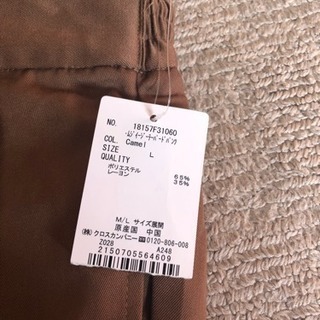 NO. 18157F31060
COL. Camel
SIZE L
QUALITY
ポリエステル 65%
レーヨン 35%
M/L サイズ展開
原産国 中国
(株)クロスカンパニー ☎0120-806-008
Z028 A248
2150705564609